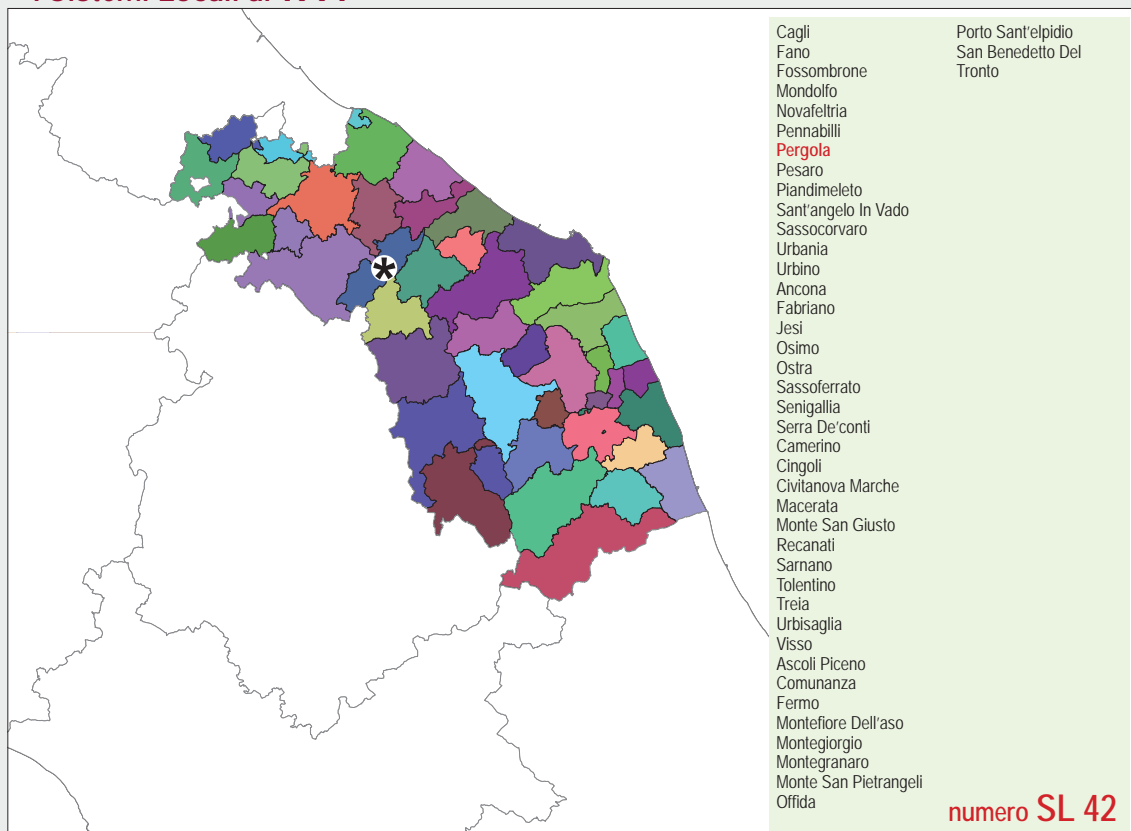 Cagli
Fano
Fossombrone
Mondolfo
Novafeltria
Pennabilli
Pergola
Pesaro
Piandimeleto
Sant'angelo In Vado
Sassocorvaro
Urbania
Urbino
Ancona
Fabriano
Jesi
Osimo
Ostra
Sassoferrato
Senigallia
Serra De'conti
Camerino
Cingoli
Civitanova Marche
Macerata
Monte San Giusto
Recanati
Sarnano
Tolentino
Treia
Urbisaglia
Visso
Ascoli Piceno
Comunanza
Fermo
Montefiore Dell'aso
Montegiorgio
Montegranaro
Monte San Pietrangeli
Offida
Porto Sant'elpidio
San Benedetto Del
Tronto
numero SL 42